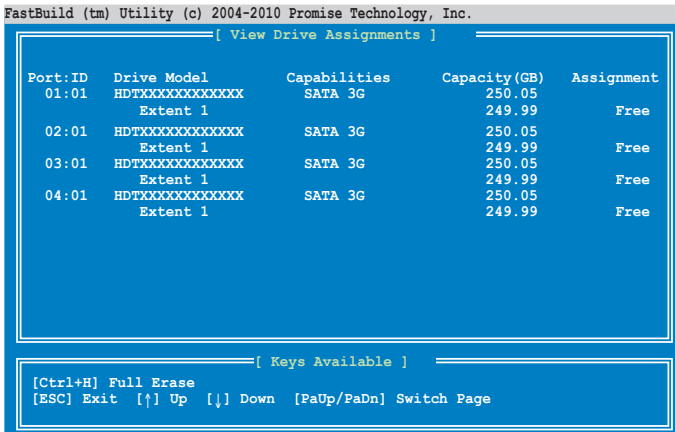 FastBuild (tm) Utility (c) 2004-2010 Promise Technology, Inc.
[ View Drive Assignments ]
Port:ID Drive Model Capabilities Capacity(GB) Assignment
01:01 HDTXXXXXXXXXXXX SATA 3G 250.05
Extent 1 249.99 Free
02:01 HDTXXXXXXXXXXXX SATA 3G 250.05
Extent 1 249.99 Free
03:01 HDTXXXXXXXXXXXX SATA 3G 250.05
Extent 1 249.99 Free
04:01 HDTXXXXXXXXXXXX SATA 3G 250.05
Extent 1 249.99 Free
[ Keys Available ]
[Ctrl+H] Full Erase
[ESC] Exit [↑] Up [↓] Down [PaUp/PaDn] Switch Page